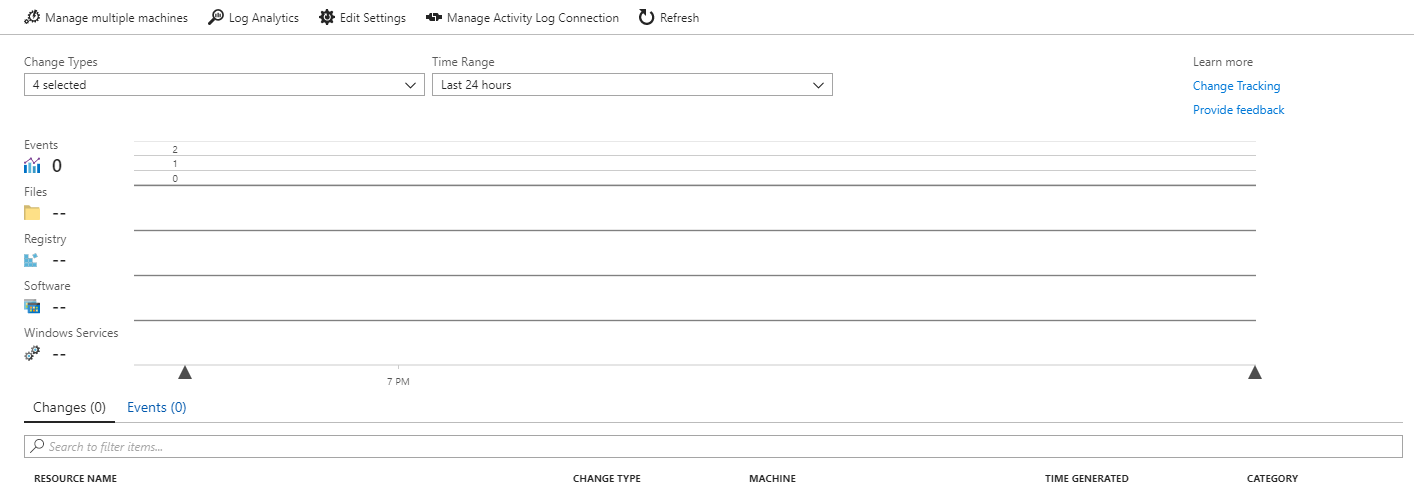 Manage multiple machines Log Analytics Edit Settings Manage Activity Log Connection Refresh
Change Types Time Range Learn more
4 selected Last 24 hours Change Tracking
Provide feedback
Events
0
2
1
0
Files
--
Registry
--
Software
--
Windows Services
--
7 PM
Changes (0) Events (0)
Search to filter items...
RESOURCE NAME CHANGE TYPE MACHINE TIME GENERATED CATEGORY